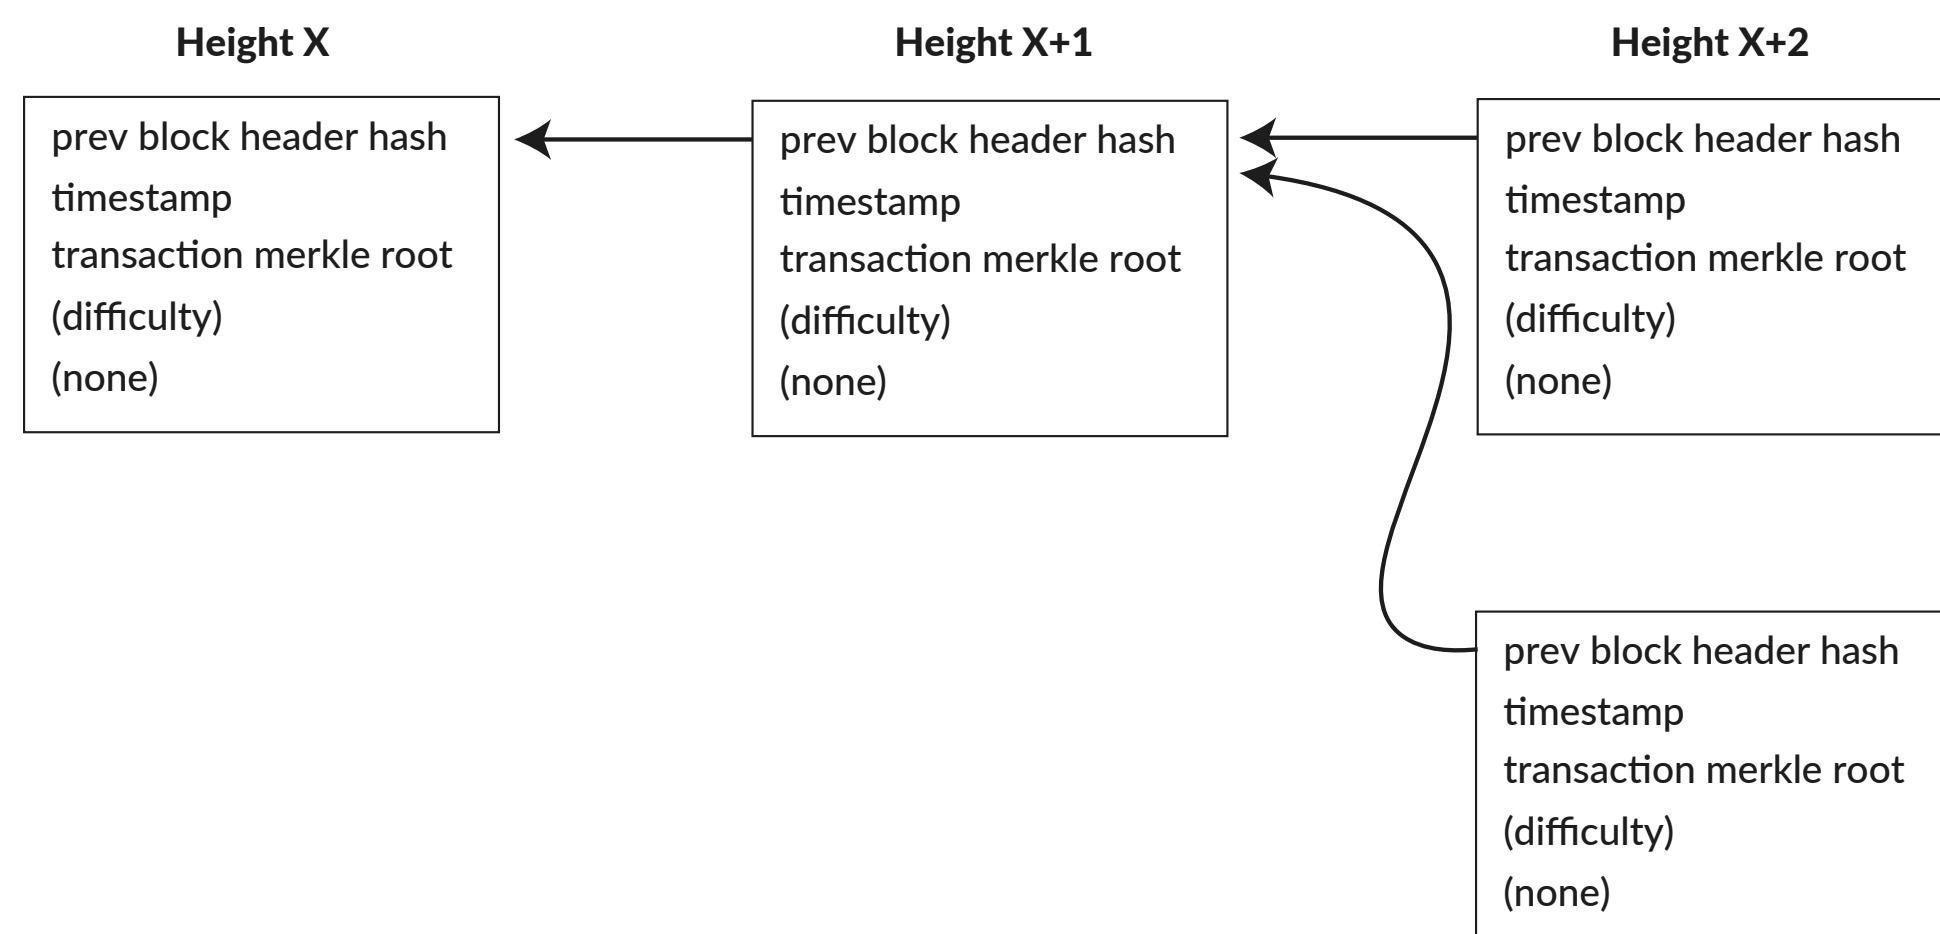 Height X
prev block header hash
timestamp
transaction merkle root
(difficulty)
(none)
Height X+1
prev block header hash
timestamp
transaction merkle root
(difficulty)
(none)
Height X+2
prev block header hash
timestamp
transaction merkle root
(difficulty)
(none)
prev block header hash
timestamp
transaction merkle root
(difficulty)
(none)